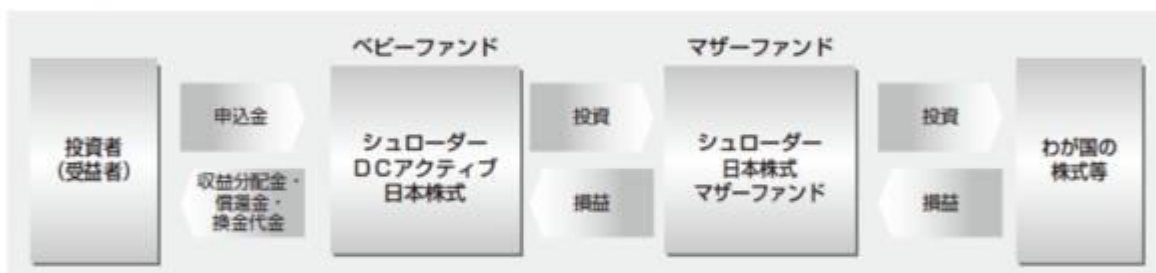 ベビーファンド
マザーファンド
投資者
(受益者)
申込金
収益分配金・
償還金・
換金代金
シュローダー
DCアクティブ
日本株式
投資
損益
シュローダー
日本株式
マザーファンド
投資
損益
わが国の
株式等